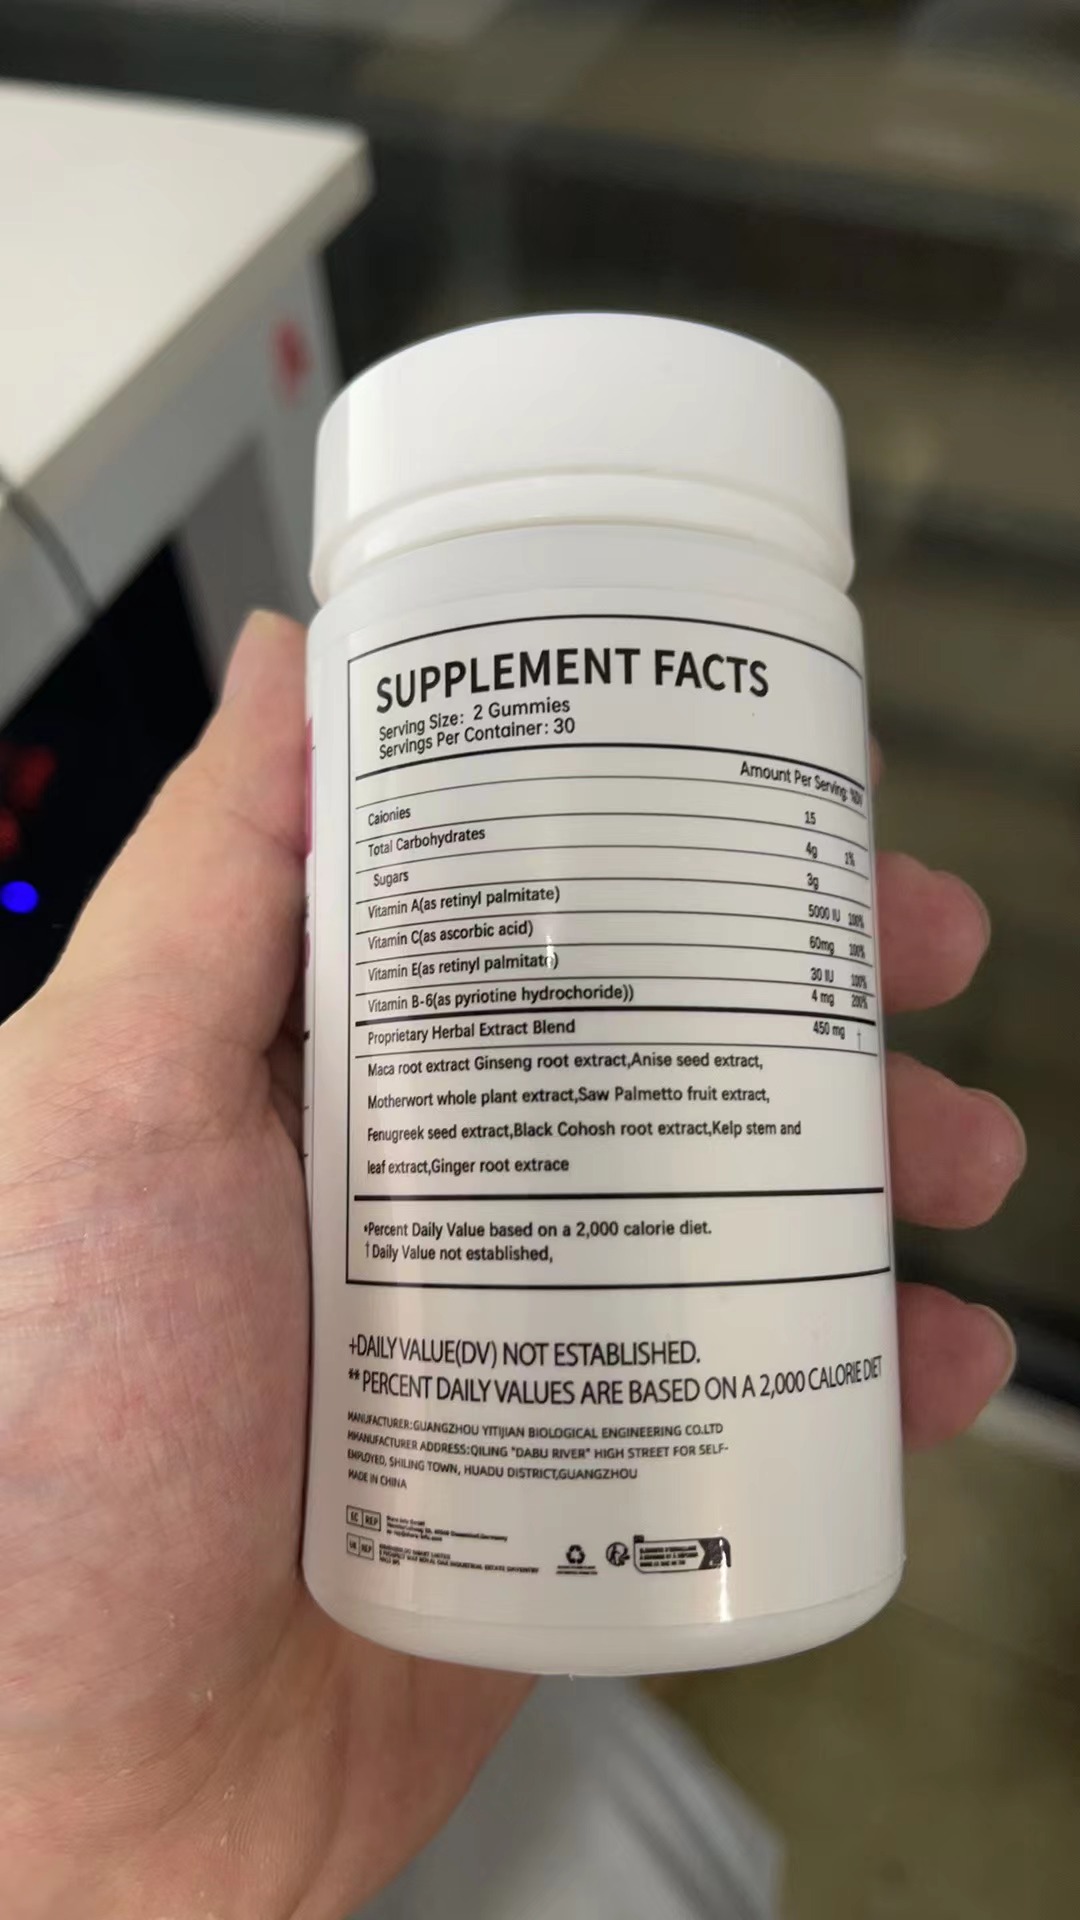 SUPPLEMENT FACTS
Serving Size: 2 Gummies
Servings Per Container: 30
Amount Per Serving: %DV
Caionies 15
Total Carbohydrates 4g 1%
Sugars 3g
Vitamin A(as retinyl palmitate) 5000 IU 100%
Vitamin C(as ascorbic acid) 60mg 100%
Vitamin E(as retinyl palmitate) 30 IU 100%
Vitamin B-6(as pyriotine hydrochoride)) 4 mg 200%
Proprietary Herbal Extract Blend 450 mg †
Maca root extract Ginseng root extract,Anise seed extract,
Motherwort whole plant extract,Saw Palmetto fruit extract,
Fenugreek seed extract,Black Cohosh root extract,Kelp stem and
leaf extract,Ginger root extrace
*Percent Daily Value based on a 2,000 calorie diet.
† Daily Value not established,
+DAILY VALUE(DV) NOT ESTABLISHED.
** PERCENT DAILY VALUES ARE BASED ON A 2,000 CALORIE DIET
MANUFACTURER:GUANGZHOU YITIJIAN BIOLOGICAL ENGINEERING CO.LTD
MMANUFACTURER ADDRESS:QILING "DABU RIVER" HIGH STREET FOR SELF-
EMPLOYED, SHILING TOWN, HUADU DISTRICT,GUANGZHOU
MADE IN CHINA
EC REP
UK REP